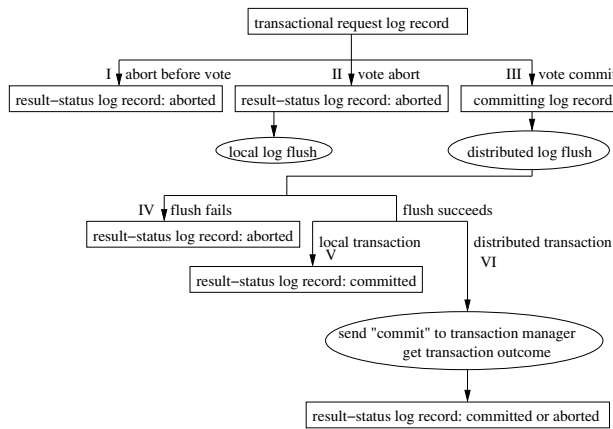 transactional request log record
I abort before vote
II vote abort
III vote commit
result−status log record: aborted
result−status log record: aborted
committing log record
local log flush
distributed log flush
IV flush fails
flush succeeds
result−status log record: aborted
local transaction
V
distributed transaction
VI
result−status log record: committed
send "commit" to transaction manager
get transaction outcome
result−status log record: committed or aborted